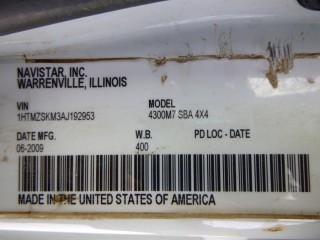 NAVISTAR, INC.
WARRENVILLE, ILLINOIS
VIN MODEL
1HTMZSKM3AJ192953 4300M7 SBA 4X4
DATE MFG. W.B. PD LOC - DATE
06-2009 400
MADE IN THE UNITED STATES OF AMERICA